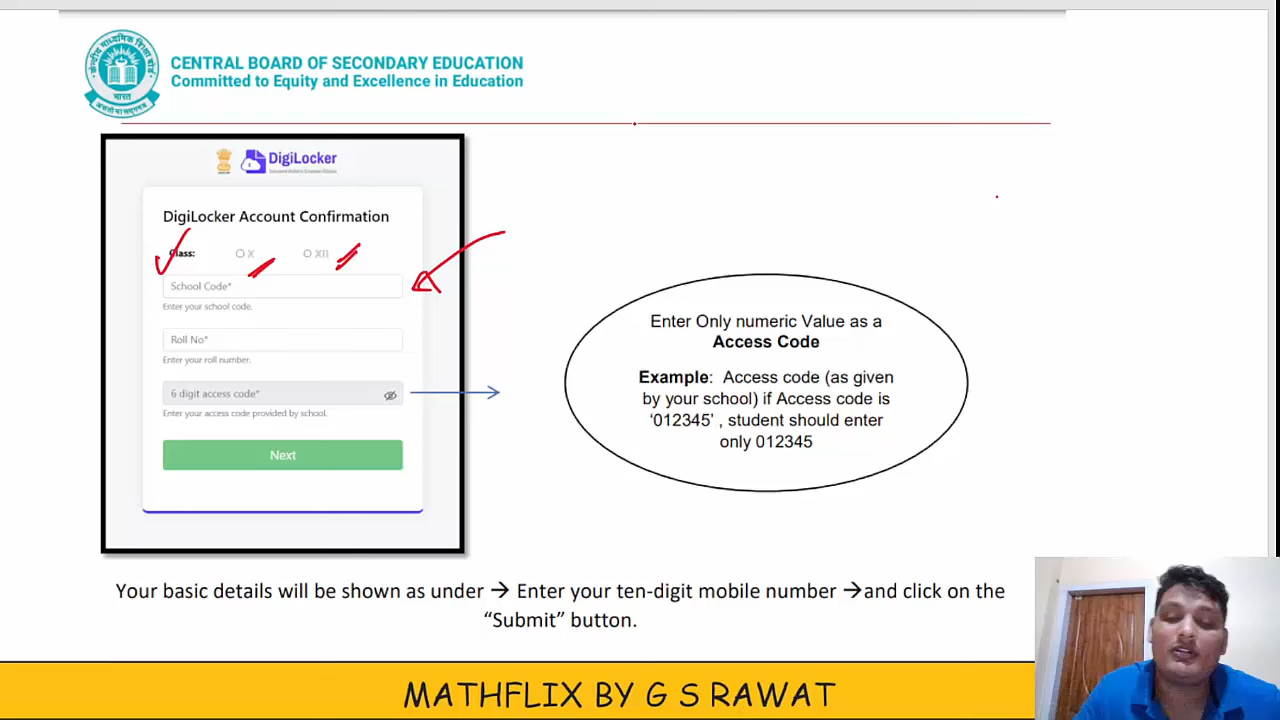 CENTRAL BOARD OF SECONDARY EDUCATION
Committed to Equity and Excellence in Education
भारत
असतो मा सद्गमय
DigiLocker
DigiLocker Account Confirmation
Class: X XII
School Code*
Enter your school code.
Roll No*
Enter your roll number.
6 digit access code*
Enter your access code provided by school.
Next
Enter Only numeric Value as a
Access Code
Example: Access code (as given
by your school) if Access code is
‘012345’ , student should enter
only 012345
Your basic details will be shown as under → Enter your ten-digit mobile number →and click on the
“Submit” button.
MATHFLIX BY G S RAWAT